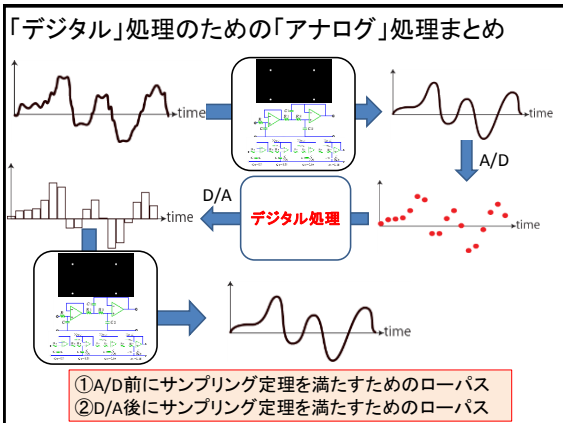 「デジタル」処理のための「アナログ」処理まとめ
time
time
A/D
D/A
time
デジタル処理
time
time
①A/D前にサンプリング定理を満たすためのローパス
②D/A後にサンプリング定理を満たすためのローパス